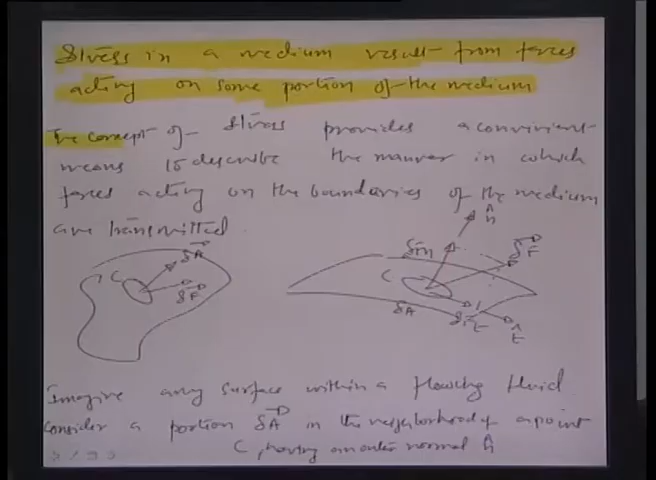 Stress in a medium result from forces
acting on some portion of the medium
The concept of stress provides a convinient
means to describe the manner in which
forces acting on the boundaries of the medium
are transmitted
C δA δF
n̂ δFn δF C δA δFt t̂
Imagine any surface within a flowing fluid.
Consider a portion δA in the neighborhood of a point
C, having an outer normal n̂